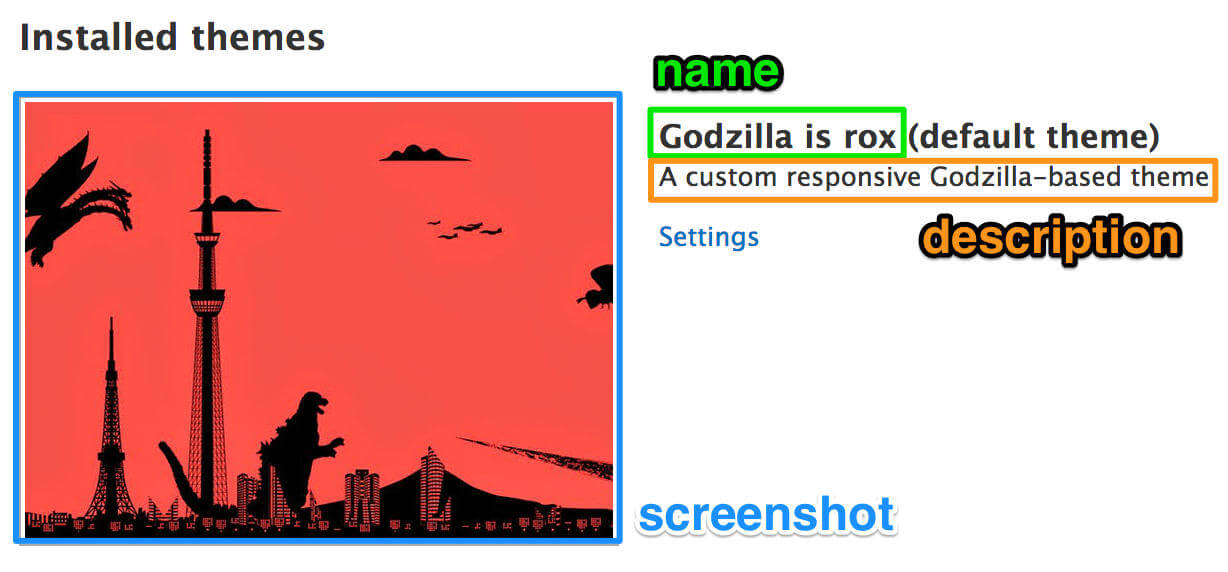 Installed themes
name
Godzilla is rox (default theme)
A custom responsive Godzilla-based theme
Settings
description
screenshot